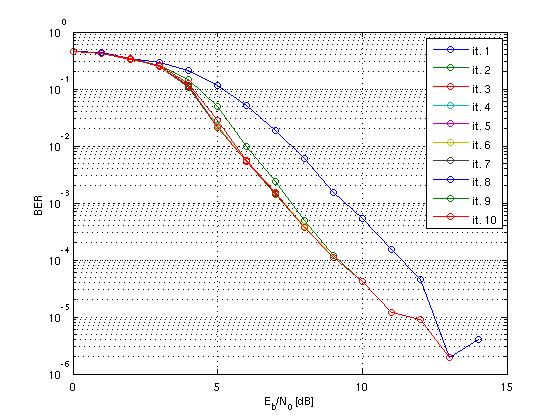 10^0
10^-1
10^-2
10^-3
10^-4
10^-5
10^-6
BER
0
5
10
15
E_b/N_0 [dB]
it. 1
it. 2
it. 3
it. 4
it. 5
it. 6
it. 7
it. 8
it. 9
it. 10